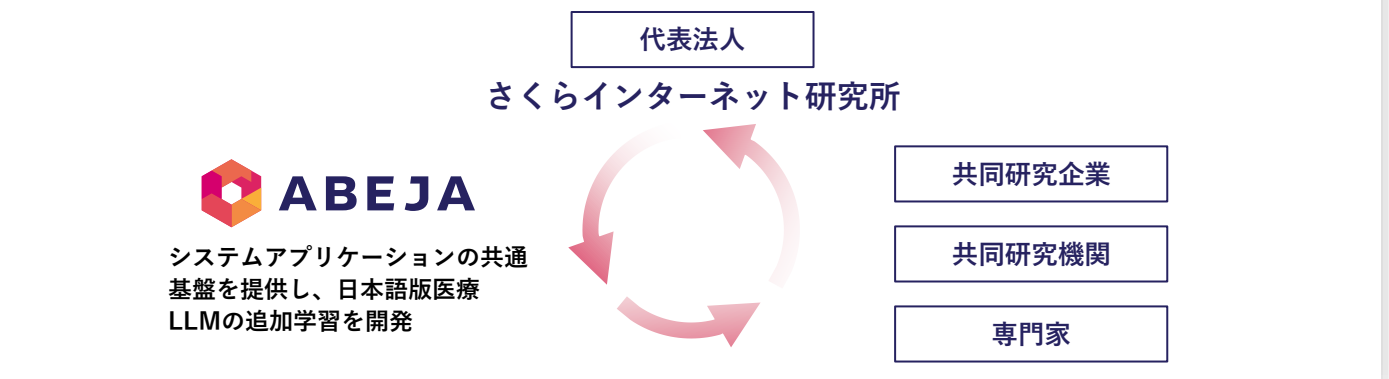 代表法人
さくらインターネット研究所
ABEJA
システムアプリケーションの共通
基盤を提供し、日本語版医療
LLMの追加学習を開発
共同研究企業
共同研究機関
専門家